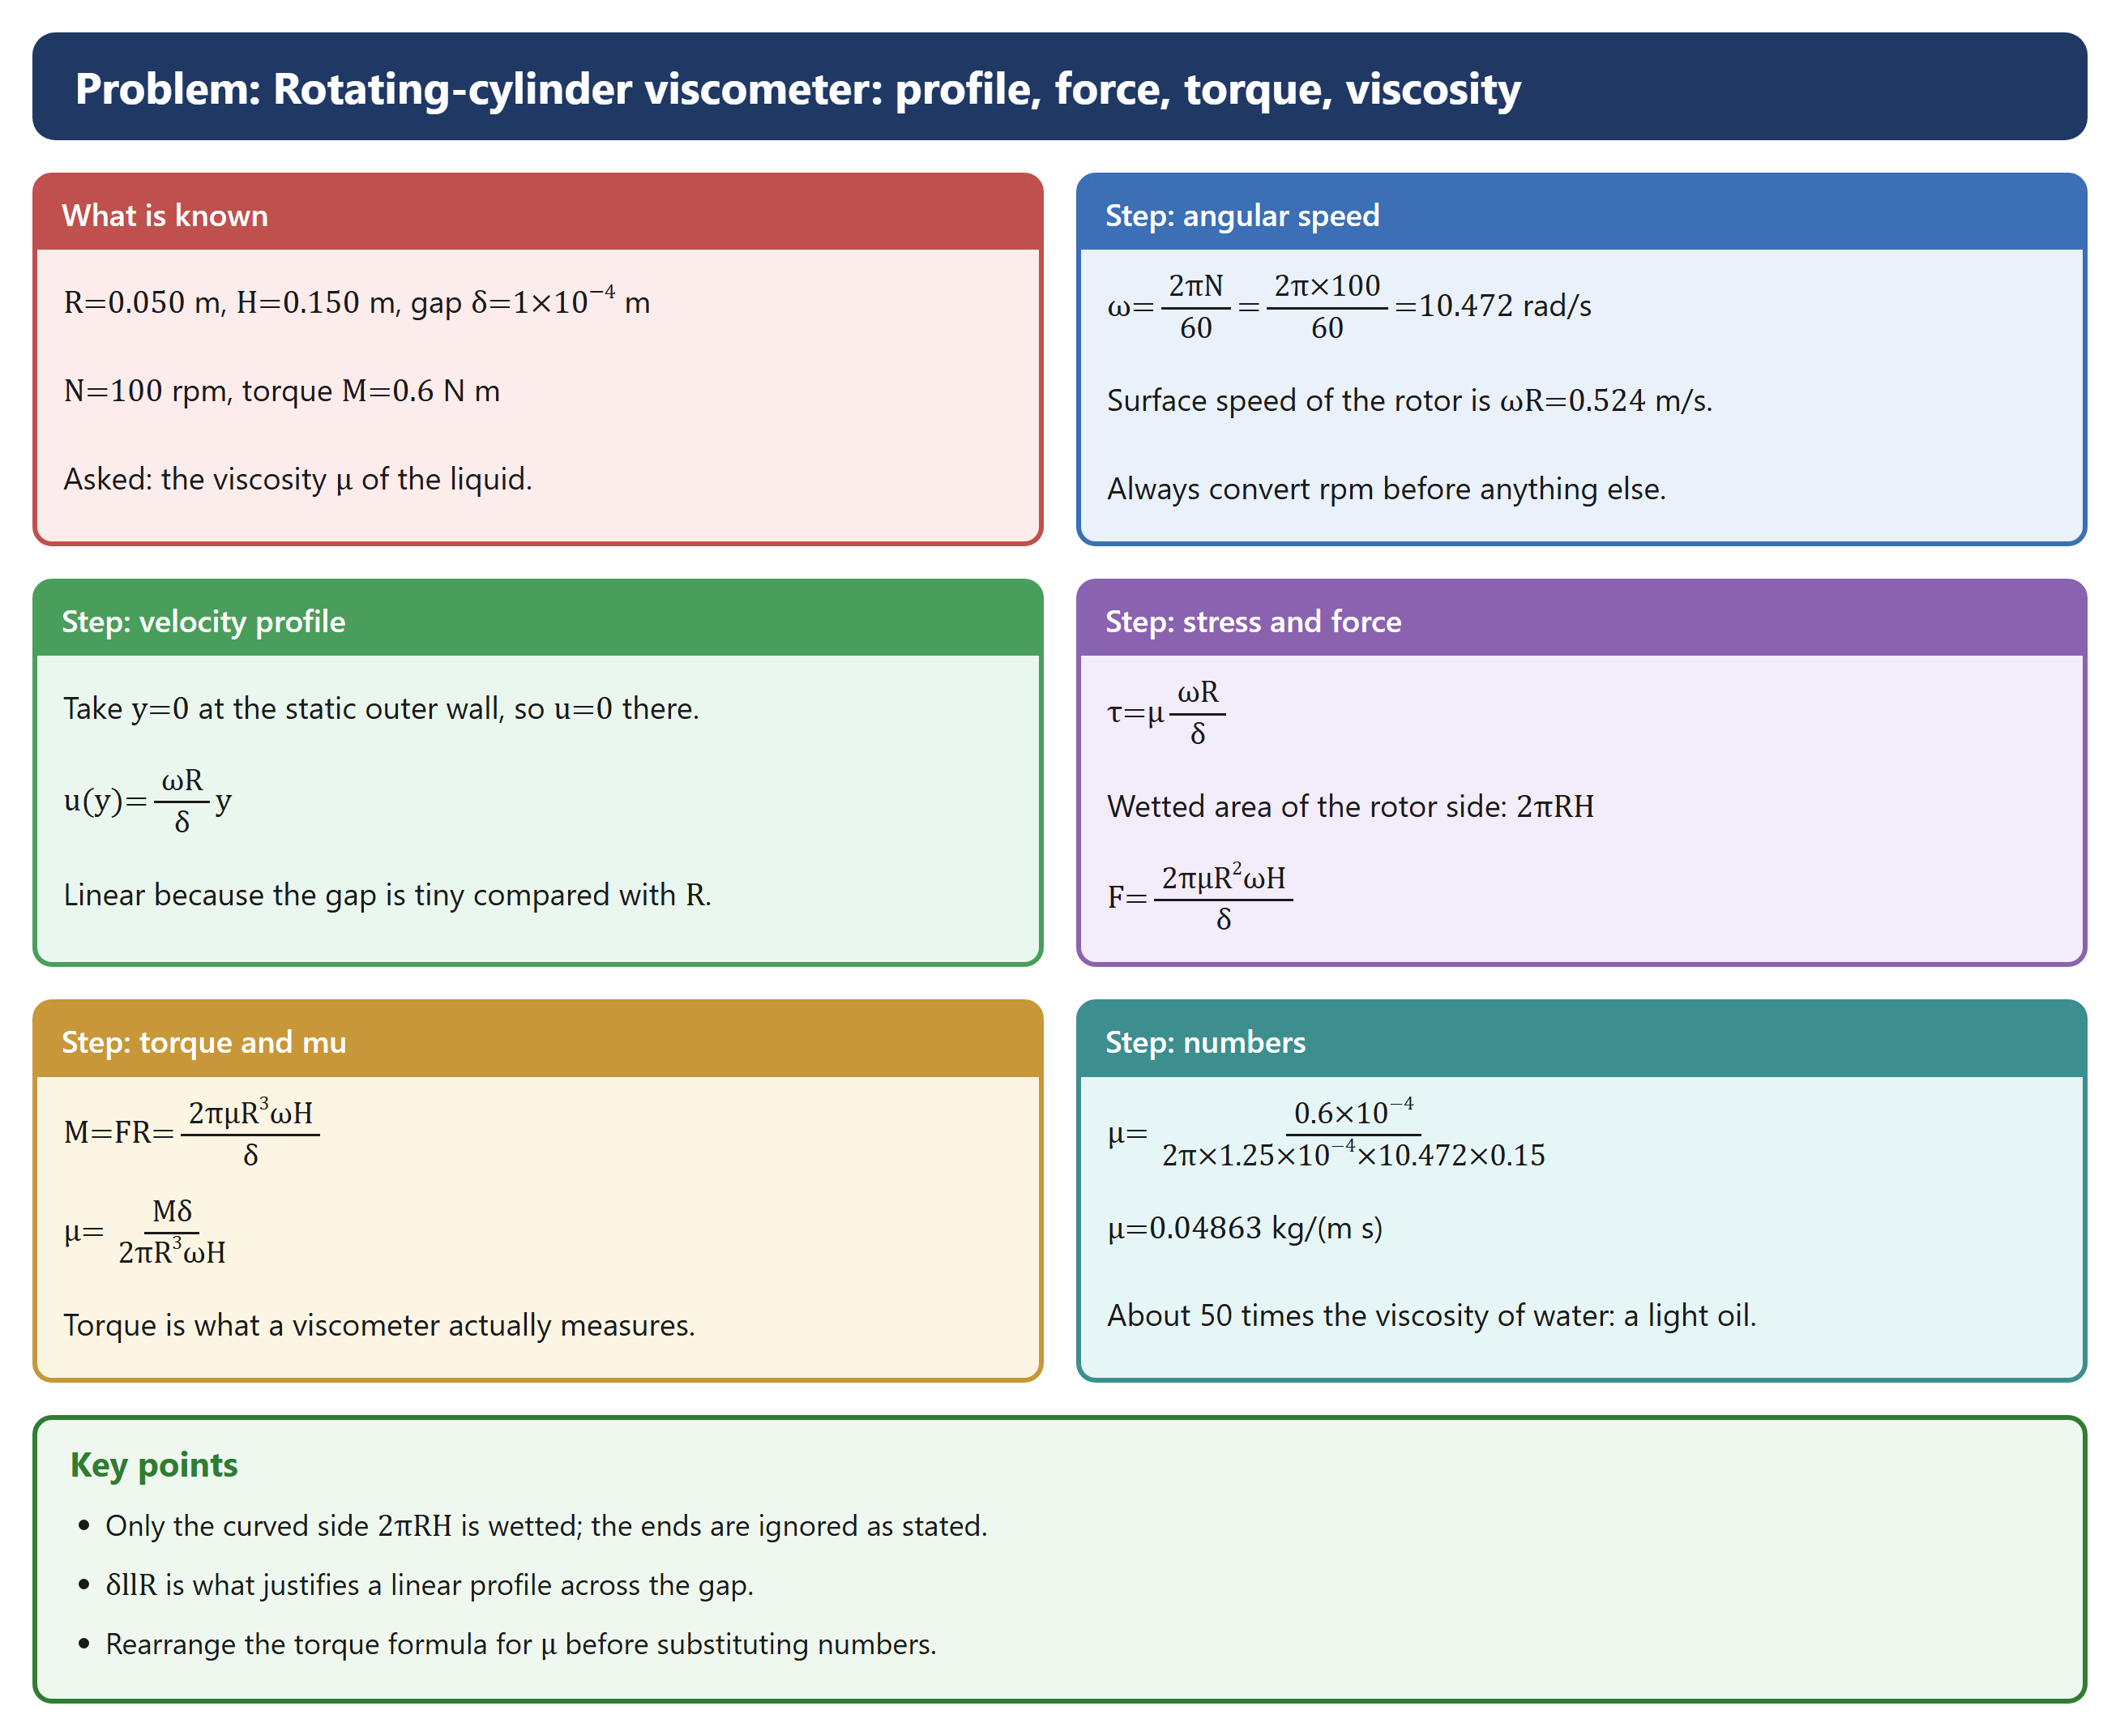 Problem: Rotating-cylinder viscometer: profile, force, torque, viscosity
What is known
R=0.050 m, H=0.150 m, gap δ=1×10⁻⁴ m
N=100 rpm, torque M=0.6 N m
Asked: the viscosity μ of the liquid.
Step: angular speed
ω=2πN/60=2π×100/60=10.472 rad/s
Surface speed of the rotor is ωR=0.524 m/s.
Always convert rpm before anything else.
Step: velocity profile
Take y=0 at the static outer wall, so u=0 there.
u(y)=ωR/δ y
Linear because the gap is tiny compared with R.
Step: stress and force
τ=μ ωR/δ
Wetted area of the rotor side: 2πRH
F=2πμR²ωH/δ
Step: torque and mu
M=FR=2πμR³ωH/δ
μ=Mδ/2πR³ωH
Torque is what a viscometer actually measures.
Step: numbers
μ=0.6×10⁻⁴/2π×1.25×10⁻⁴×10.472×0.15
μ=0.04863 kg/(m s)
About 50 times the viscosity of water: a light oil.
Key points
• Only the curved side 2πRH is wetted; the ends are ignored as stated.
• δllR is what justifies a linear profile across the gap.
• Rearrange the torque formula for μ before substituting numbers.